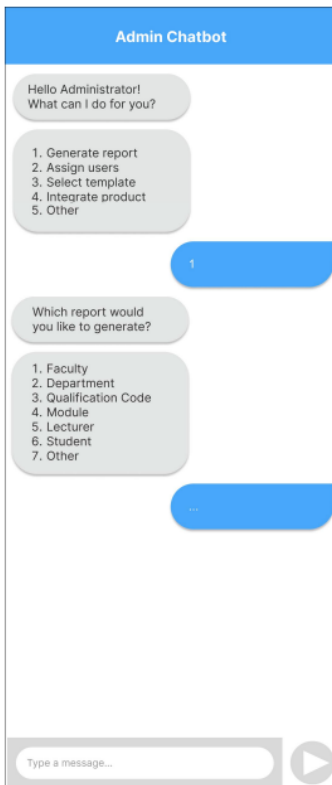 Admin Chatbot
Hello Administrator!
What can I do for you?
1. Generate report
2. Assign users
3. Select template
4. Integrate product
5. Other
1
Which report would
you like to generate?
1. Faculty
2. Department
3. Qualification Code
4. Module
5. Lecturer
6. Student
7. Other
...
Type a message...